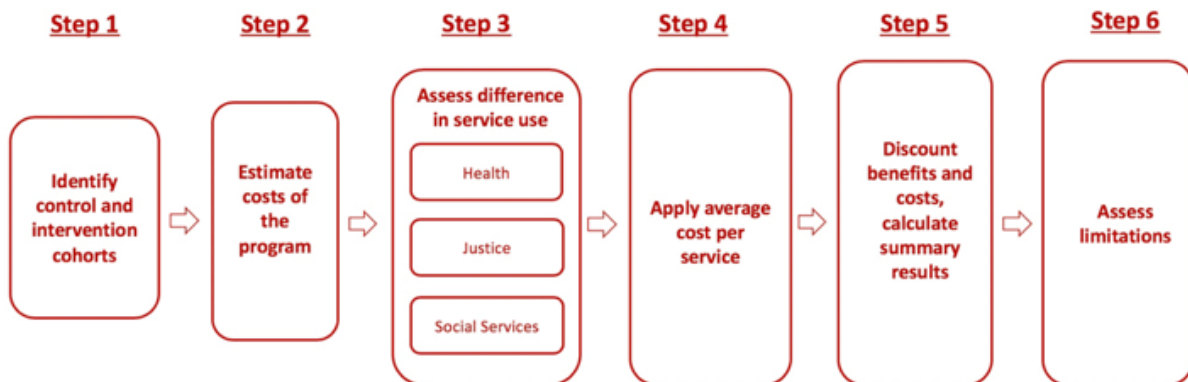 Step 1
Step 2
Step 3
Step 4
Step 5
Step 6
Identify
control and
intervention
cohorts
Estimate
costs of
the
program
Assess difference
in service use
Health
Justice
Social Services
Apply average
cost per
service
Discount
benefits and
costs,
calculate
summary
results
Assess
limitations